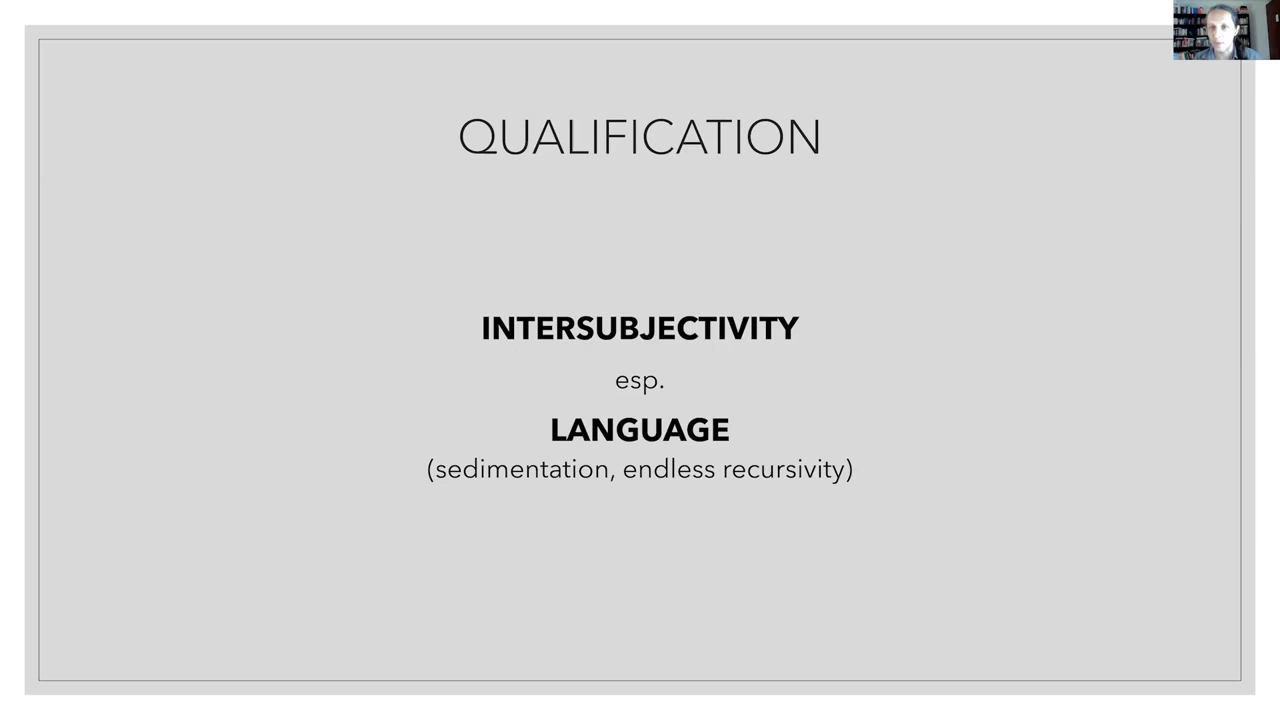 QUALIFICATION
INTERSUBJECTIVITY
esp.
LANGUAGE
(sedimentation, endless recursivity)